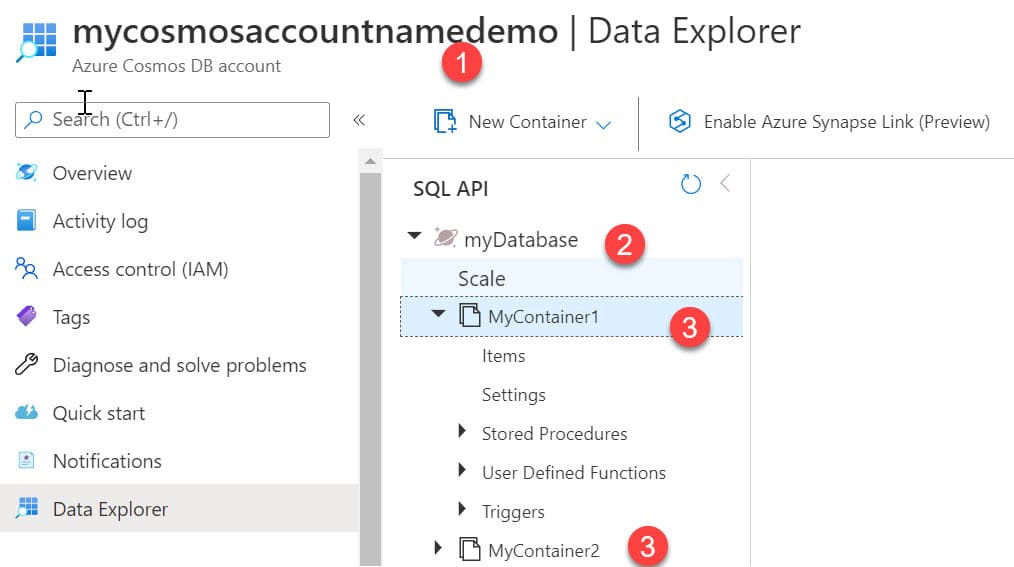 mycosmosaccountnamedemo | Data Explorer
Azure Cosmos DB account
1
Search (Ctrl+/)
«
New Container
Enable Azure Synapse Link (Preview)
Overview
Activity log
Access control (IAM)
Tags
Diagnose and solve problems
Quick start
Notifications
Data Explorer
SQL API
myDatabase
2
Scale
MyContainer1
3
Items
Settings
Stored Procedures
User Defined Functions
Triggers
MyContainer2
3